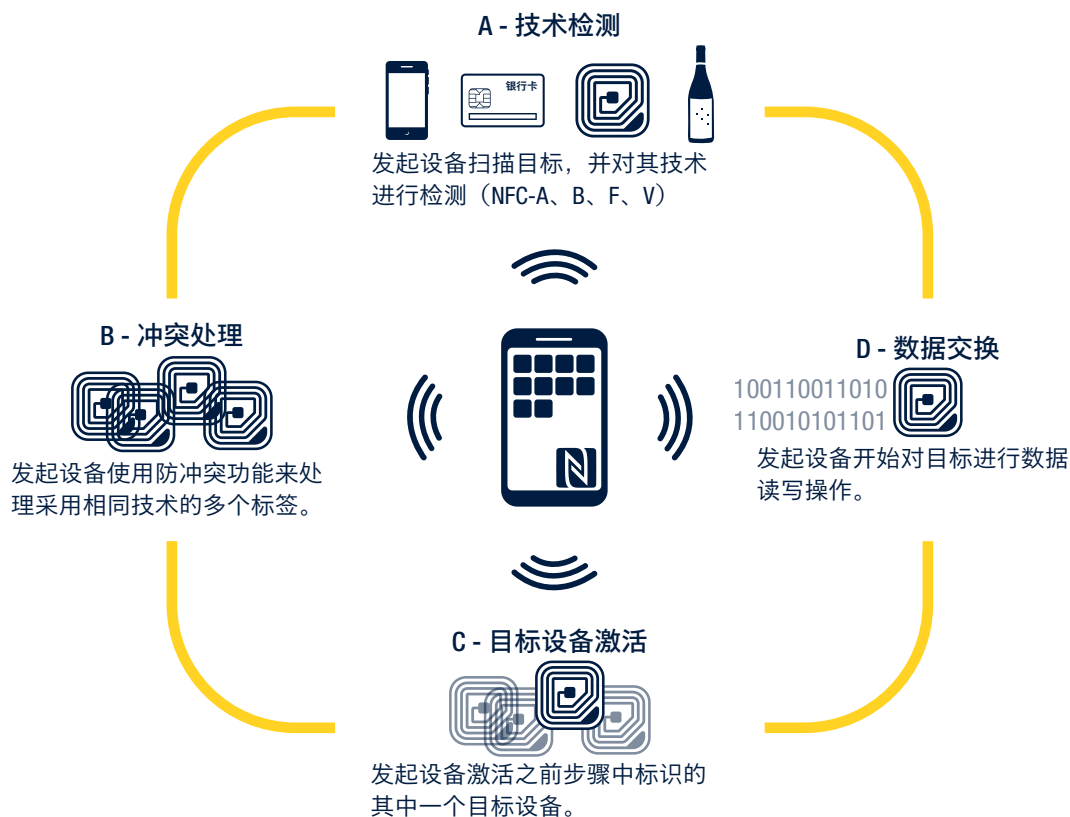 A - 技术检测
银行卡
发起设备扫描目标，并对其技术
进行检测（NFC-A、B、F、V）
B - 冲突处理
发起设备使用防冲突功能来处
理采用相同技术的多个标签。
D - 数据交换
100110011010
110010101101
发起设备开始对目标进行数据
读写操作。
C - 目标设备激活
发起设备激活之前步骤中标识的
其中一个目标设备。